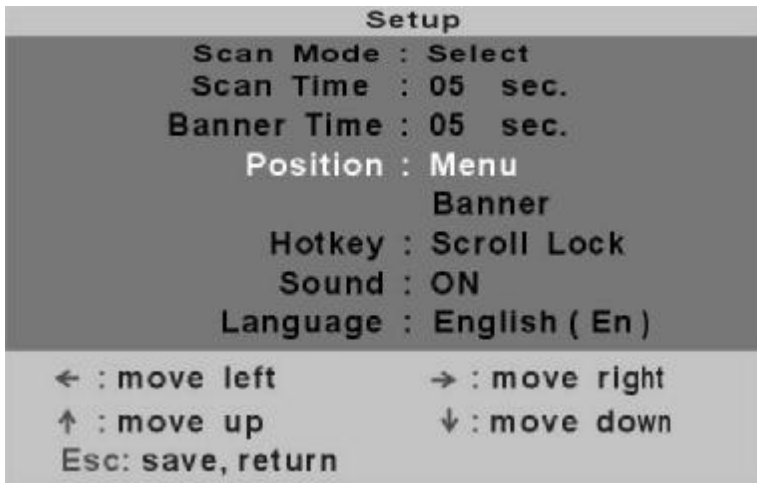 Setup
Scan Mode : Select
Scan Time : 05 sec.
Banner Time : 05 sec.
Position : Menu
Banner
Hotkey : Scroll Lock
Sound : ON
Language : English ( En )
← : move left → : move right
↑ : move up ↓ : move down
Esc: save, return